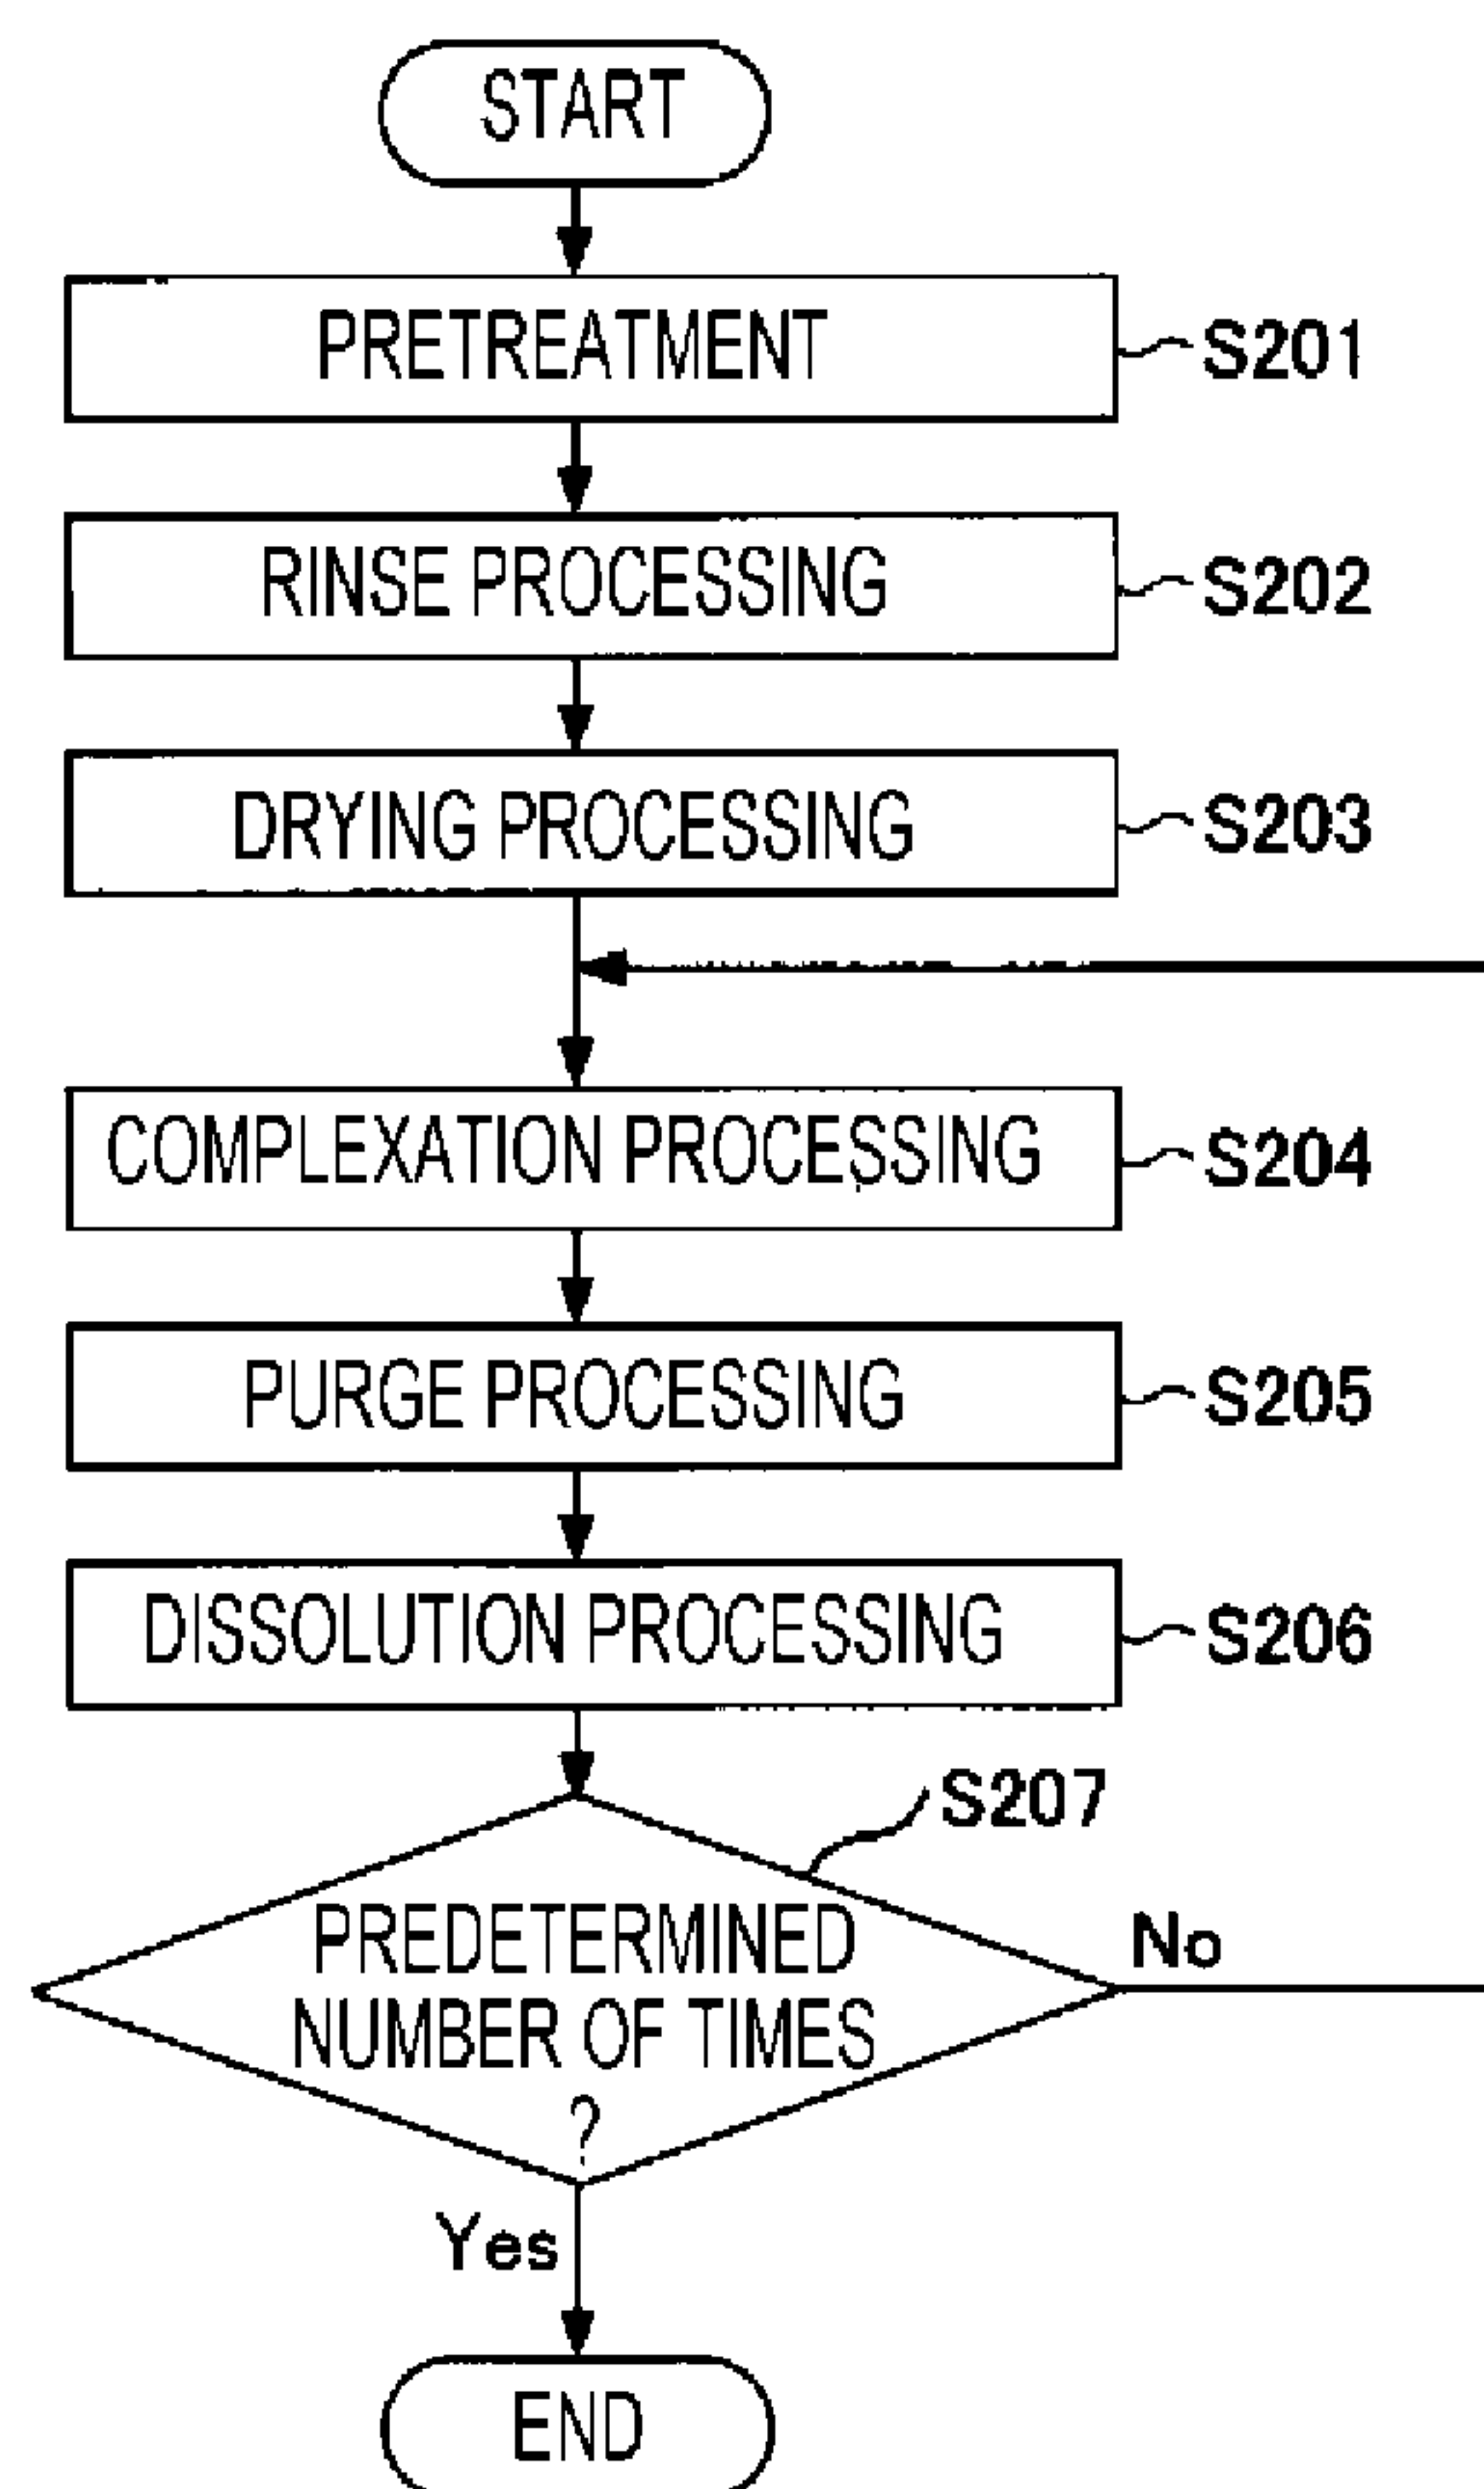 START
PRETREATMENT
S201
RINSE PROCESSING
S202
DRYING PROCESSING
S203
COMPLEXATION PROCESSING
S204
PURGE PROCESSING
S205
DISSOLUTION PROCESSING
S206
S207
PREDETERMINED
NUMBER OF TIMES
?
No
Yes
END